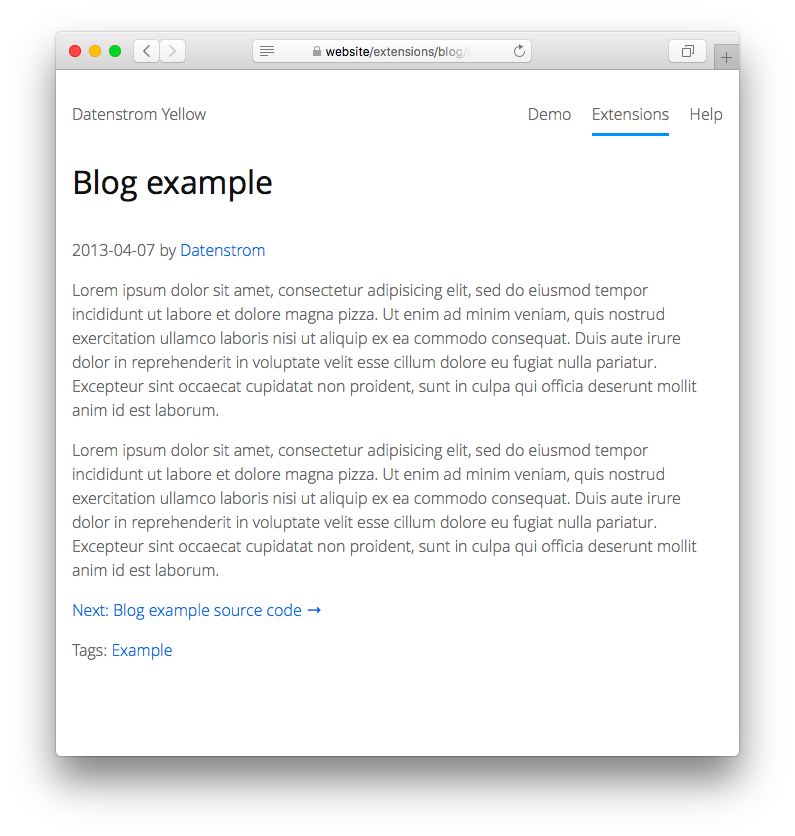 website/extensions/blog/
Datenstrom Yellow
Demo Extensions Help
Blog example
2013-04-07 by Datenstrom
Lorem ipsum dolor sit amet, consectetur adipisicing elit, sed do eiusmod tempor
incididunt ut labore et dolore magna pizza. Ut enim ad minim veniam, quis nostrud
exercitation ullamco laboris nisi ut aliquip ex ea commodo consequat. Duis aute irure
dolor in reprehenderit in voluptate velit esse cillum dolore eu fugiat nulla pariatur.
Excepteur sint occaecat cupidatat non proident, sunt in culpa qui officia deserunt mollit
anim id est laborum.
Lorem ipsum dolor sit amet, consectetur adipisicing elit, sed do eiusmod tempor
incididunt ut labore et dolore magna pizza. Ut enim ad minim veniam, quis nostrud
exercitation ullamco laboris nisi ut aliquip ex ea commodo consequat. Duis aute irure
dolor in reprehenderit in voluptate velit esse cillum dolore eu fugiat nulla pariatur.
Excepteur sint occaecat cupidatat non proident, sunt in culpa qui officia deserunt mollit
anim id est laborum.
Next: Blog example source code →
Tags: Example